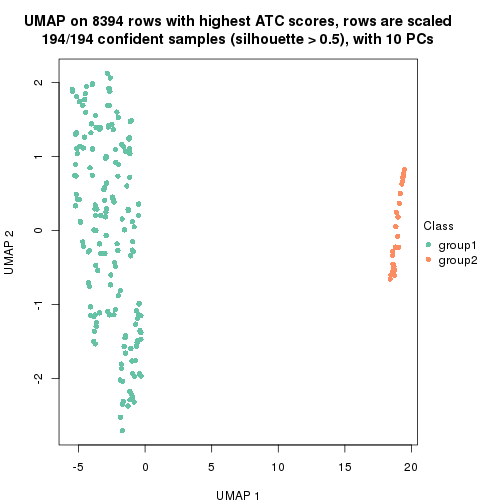 UMAP on 8394 rows with highest ATC scores, rows are scaled
194/194 confident samples (silhouette > 0.5), with 10 PCs
2
1
0
-1
-2
UMAP 2
-5
0
5
10
15
20
UMAP 1
Class
group1
group2